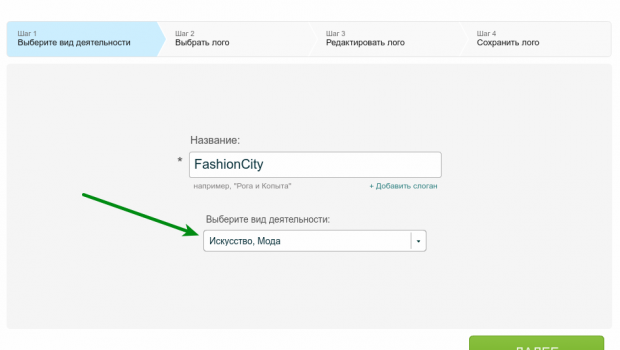 Шаг 1
Выберите вид деятельности
Шаг 2
Выбрать лого
Шаг 3
Редактировать лого
Шаг 4
Сохранить лого
Название:
* FashionCity
например, "Рога и Копыта"
+ Добавить слоган
Выберите вид деятельности:
Искусство, Мода
ДАЛЕЕ